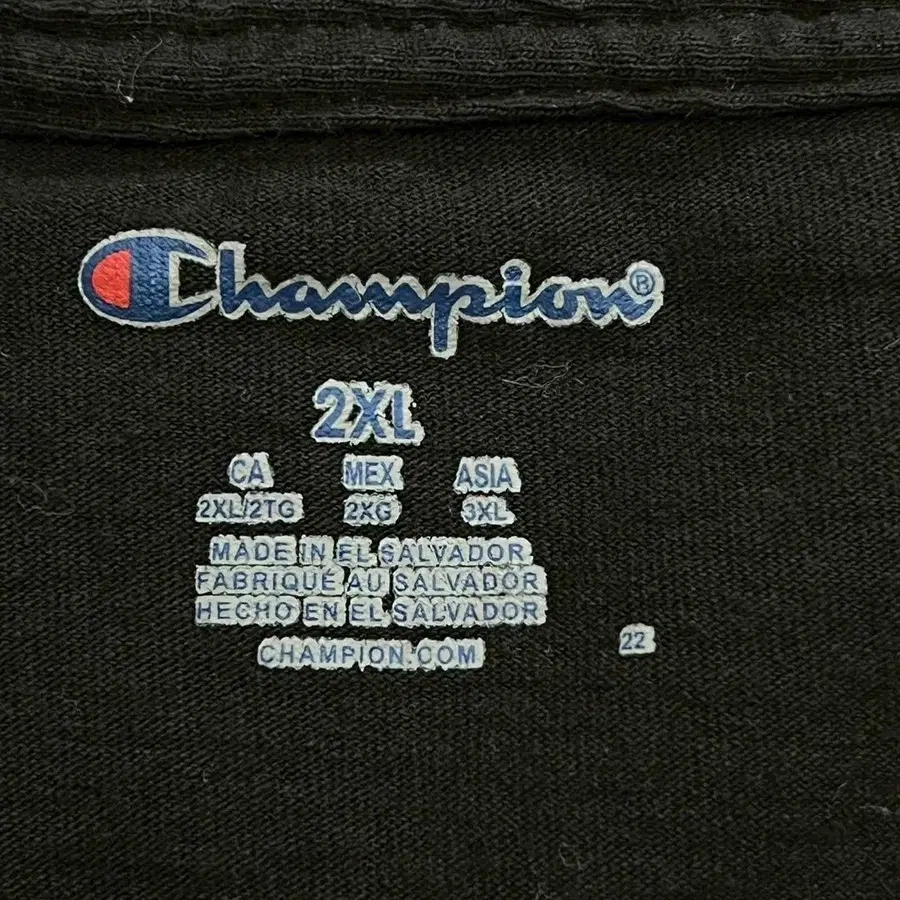 Champion®
2XL
CA MEX ASIA
2XL/2TG 2XG 3XL
MADE IN EL SALVADOR
FABRIQUÉ AU SALVADOR
HECHO EN EL SALVADOR
CHAMPION.COM
22